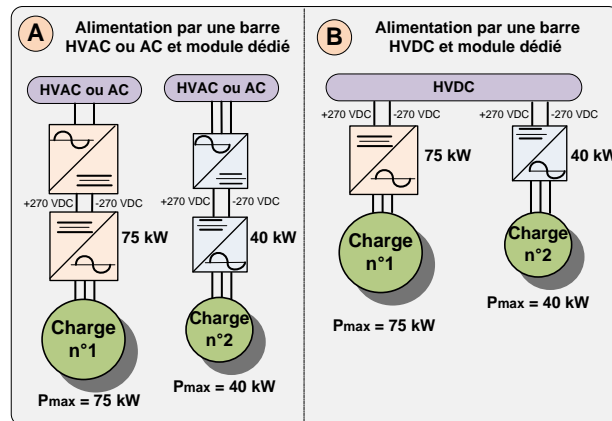 A
Alimentation par une barre
HVAC ou AC et module dédié
HVAC ou AC
HVAC ou AC
+270 VDC
-270 VDC
+270 VDC
-270 VDC
75 kW
40 kW
Charge
n°1
Charge
n°2
Pmax = 75 kW
Pmax = 40 kW
B
Alimentation par une barre
HVDC et module dédié
HVDC
+270 VDC
-270 VDC
+270 VDC
-270 VDC
75 kW
40 kW
Charge
n°1
Charge
n°2
Pmax = 75 kW
Pmax = 40 kW